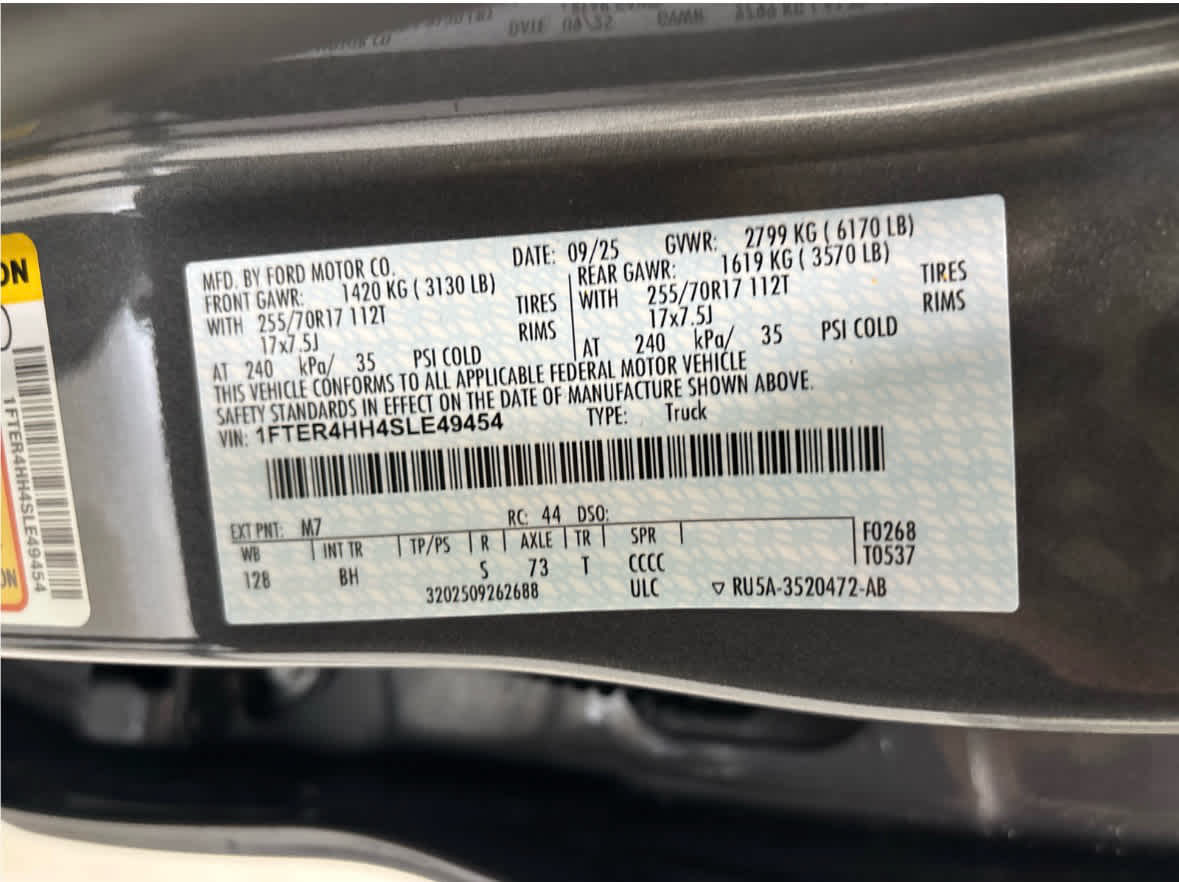 MFD. BY FORD MOTOR CO.
DATE: 09/25
GVWR: 2799 KG ( 6170 LB)
FRONT GAWR: 1420 KG ( 3130 LB)
WITH 255/70R17 112T TIRES
17x7.5J RIMS
AT 240 kPa/ 35 PSI COLD
REAR GAWR: 1619 KG ( 3570 LB)
WITH 255/70R17 112T TIRES
17x7.5J RIMS
AT 240 kPa/ 35 PSI COLD
THIS VEHICLE CONFORMS TO ALL APPLICABLE FEDERAL MOTOR VEHICLE
SAFETY STANDARDS IN EFFECT ON THE DATE OF MANUFACTURE SHOWN ABOVE.
VIN: 1FTER4HH4SLE49454 TYPE: Truck
EXT PNT: M7 RC: 44 DSO:
WB INT TR TP/PS R AXLE TR SPR F0268
128 BH S 73 T CCCC T0537
3202509262688 ULC ▽ RU5A-3520472-AB
1FTER4HH4SLE49454